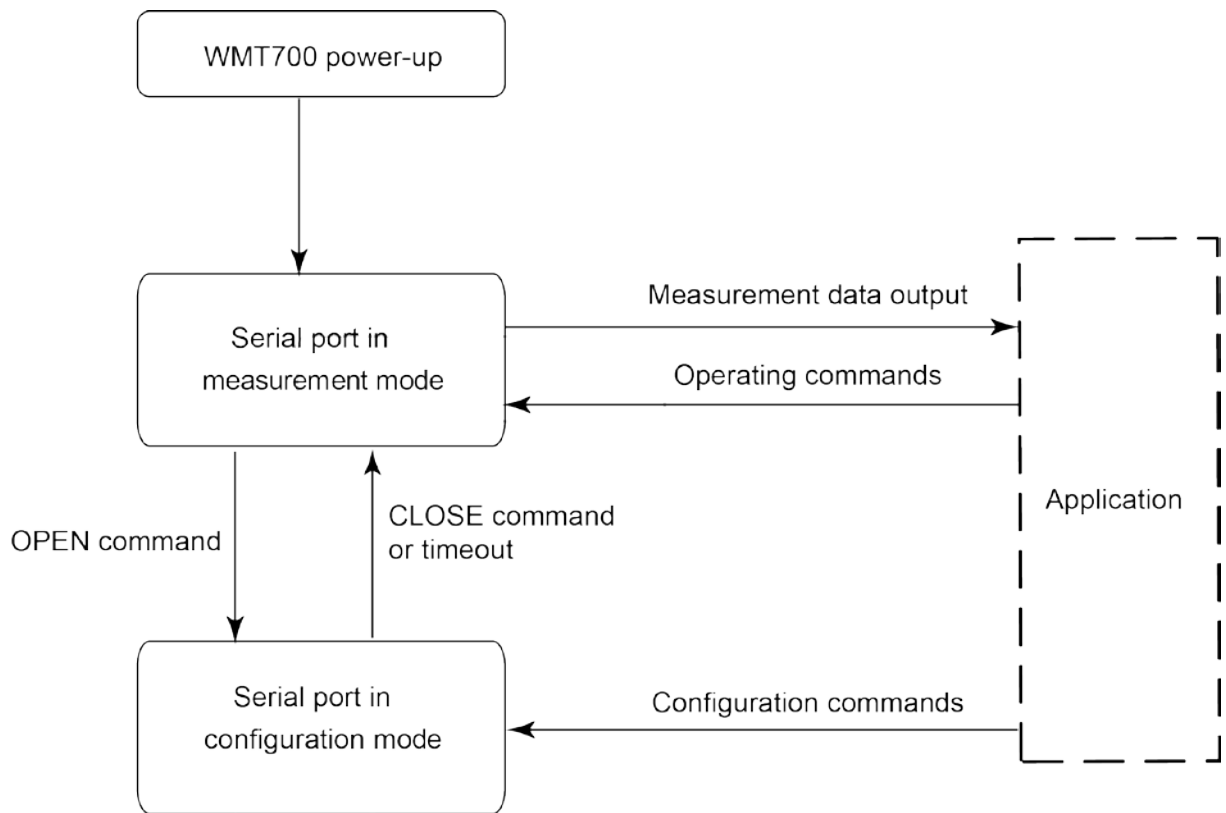 WMT700 power-up
Serial port in
measurement mode
Measurement data output
Operating commands
Application
OPEN command
CLOSE command
or timeout
Serial port in
configuration mode
Configuration commands